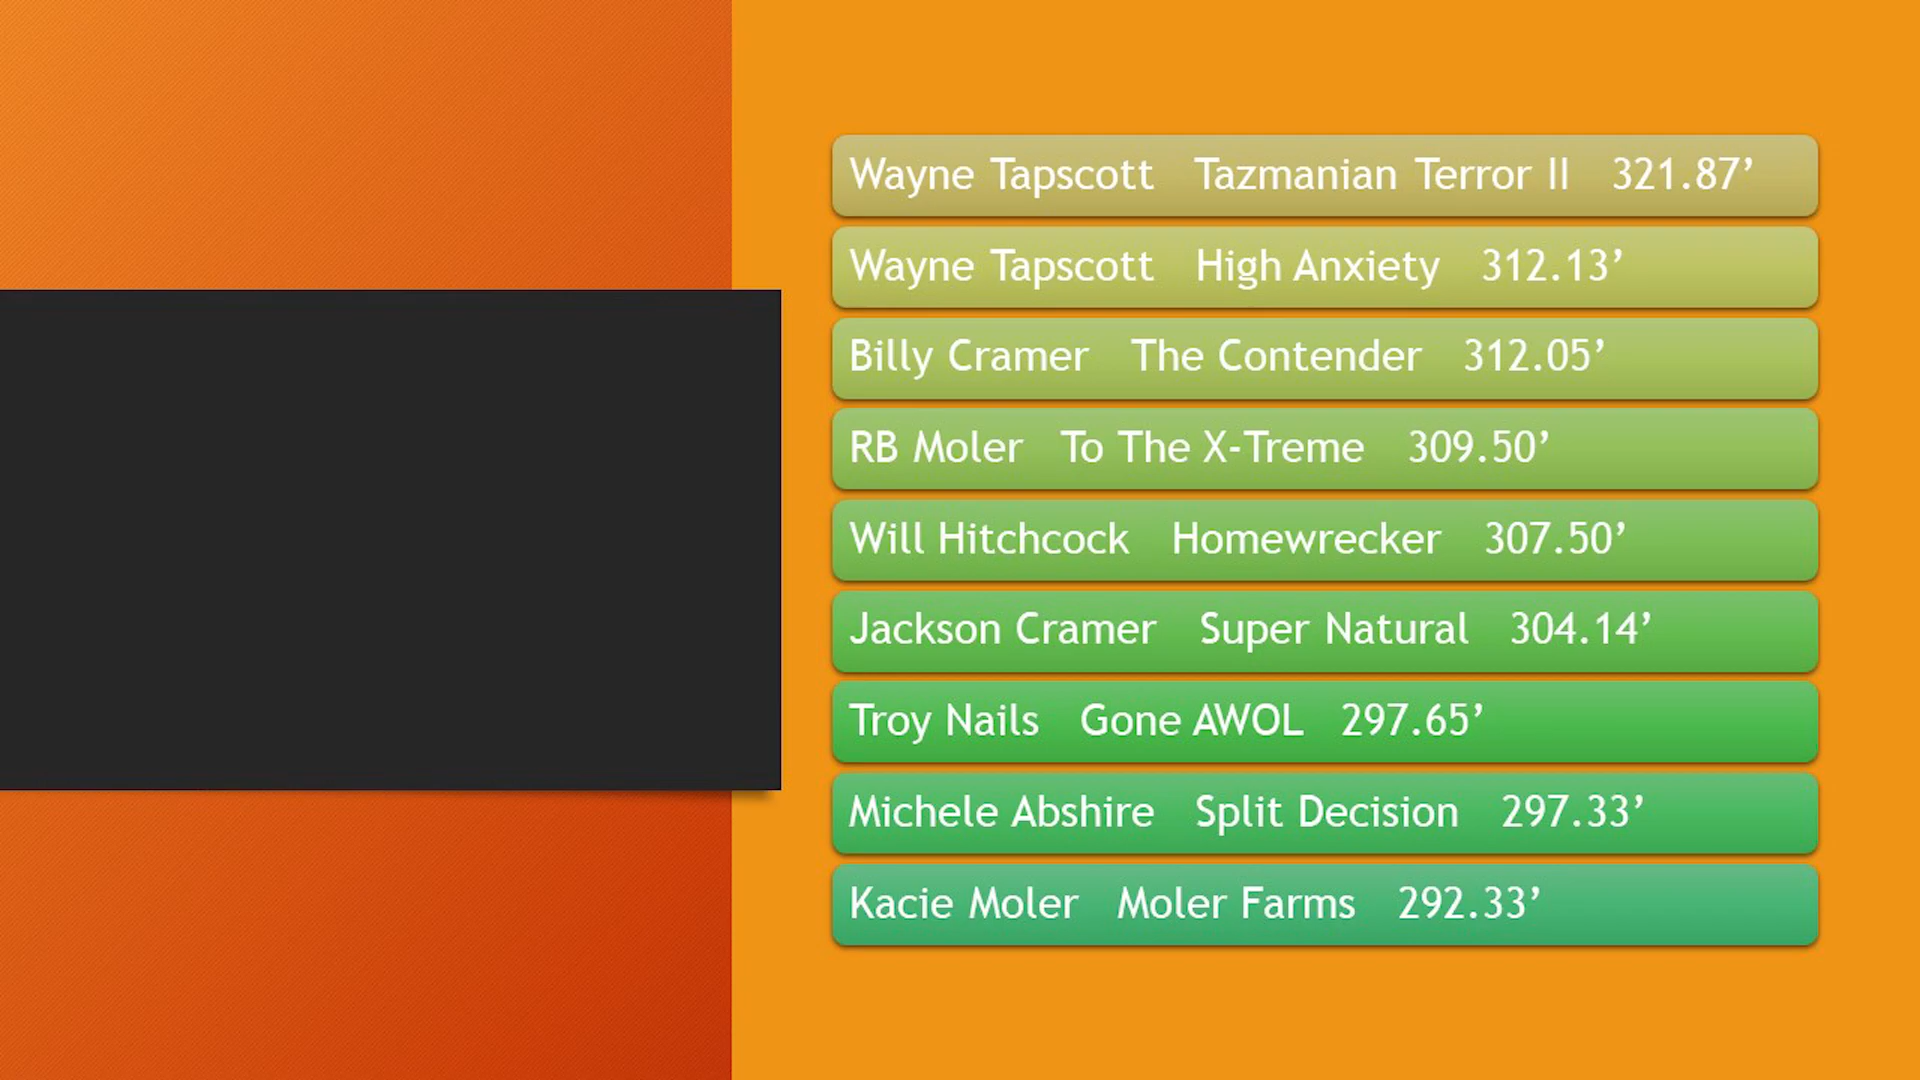 Wayne Tapscott Tazmanian Terror II 321.87’
Wayne Tapscott High Anxiety 312.13’
Billy Cramer The Contender 312.05’
RB Moler To The X-Treme 309.50’
Will Hitchcock Homewrecker 307.50’
Jackson Cramer Super Natural 304.14’
Troy Nails Gone AWOL 297.65’
Michele Abshire Split Decision 297.33’
Kacie Moler Moler Farms 292.33’